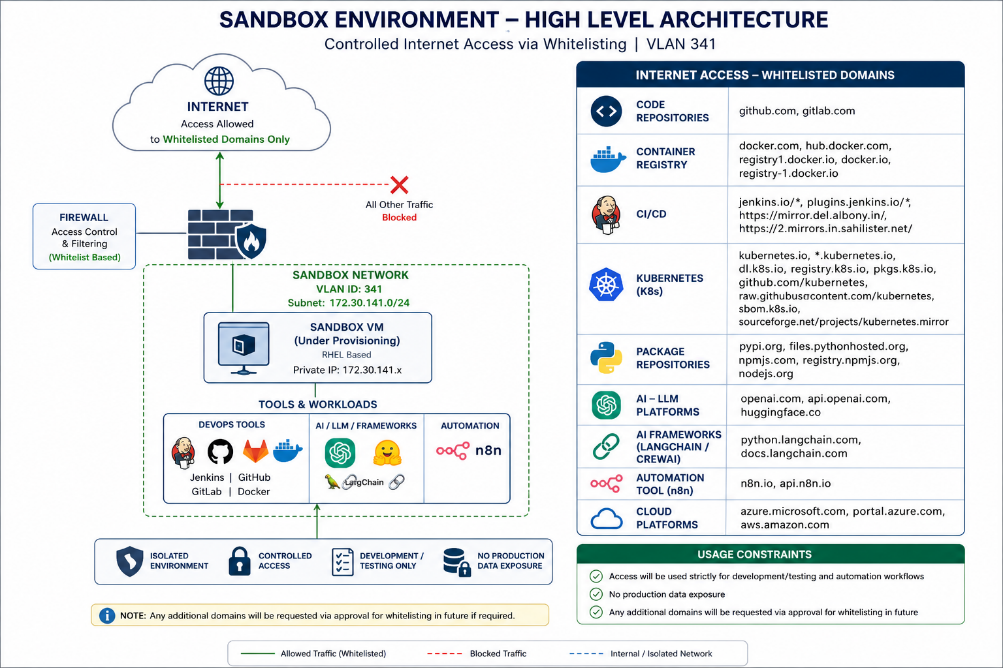 SANDBOX ENVIRONMENT – HIGH LEVEL ARCHITECTURE
Controlled Internet Access via Whitelisting | VLAN 341
INTERNET
Access Allowed
to Whitelisted Domains Only
All Other Traffic
Blocked
FIREWALL
Access Control
& Filtering
(Whitelist Based)
SANDBOX NETWORK
VLAN ID: 341
Subnet: 172.30.141.0/24
SANDBOX VM
(Under Provisioning)
RHEL Based
Private IP: 172.30.141.x
TOOLS & WORKLOADS
DEVOPS TOOLS
Jenkins | GitHub
GitLab | Docker
AI / LLM / FRAMEWORKS
LargChain
AUTOMATION
n8n
ISOLATED
ENVIRONMENT
CONTROLLED
ACCESS
DEVELOPMENT /
TESTING ONLY
NO PRODUCTION
DATA EXPOSURE
NOTE: Any additional domains will be requested via approval for whitelisting in future if required.
INTERNET ACCESS – WHITELISTED DOMAINS
CODE
REPOSITORIES
github.com, gitlab.com
CONTAINER
REGISTRY
docker.com, hub.docker.com,
registry1.docker.io, docker.io,
registry-1.docker.io
CI/CD
jenkins.io/*, plugins.jenkins.io/*,
https://mirror.del.albony.in/,
https://2.mirrors.in.sahilister.net/
KUBERNETES
(K8s)
kubernetes.io, *.kubernetes.io,
dl.k8s.io, registry.k8s.io, pkgs.k8s.io,
github.com/kubernetes,
raw.githubusɑcontent.com/kubernetes,
sbom.k8s.io,
sourceforge.net/projects/kubernetes.mirror
PACKAGE
REPOSITORIES
pypi.org, files.pythonhosted.org,
npmjs.com, registry.npmjs.org,
nodejs.org
AI – LLM
PLATFORMS
openai.com, api.openai.com,
huggingface.co
AI FRAMEWORKS
(LANGCHAIN /
CREWAI)
python.langchain.com,
docs.langchain.com
AUTOMATION
TOOL (n8n)
n8n.io, api.n8n.io
CLOUD
PLATFORMS
azure.microsoft.com, portal.azure.com,
aws.amazon.com
USAGE CONSTRAINTS
Access will be used strictly for development/testing and automation workflows
No production data exposure
Any additional domains will be requested via approval for whitelisting in future
Allowed Traffic (Whitelisted)
Blocked Traffic
Internal / Isolated Network